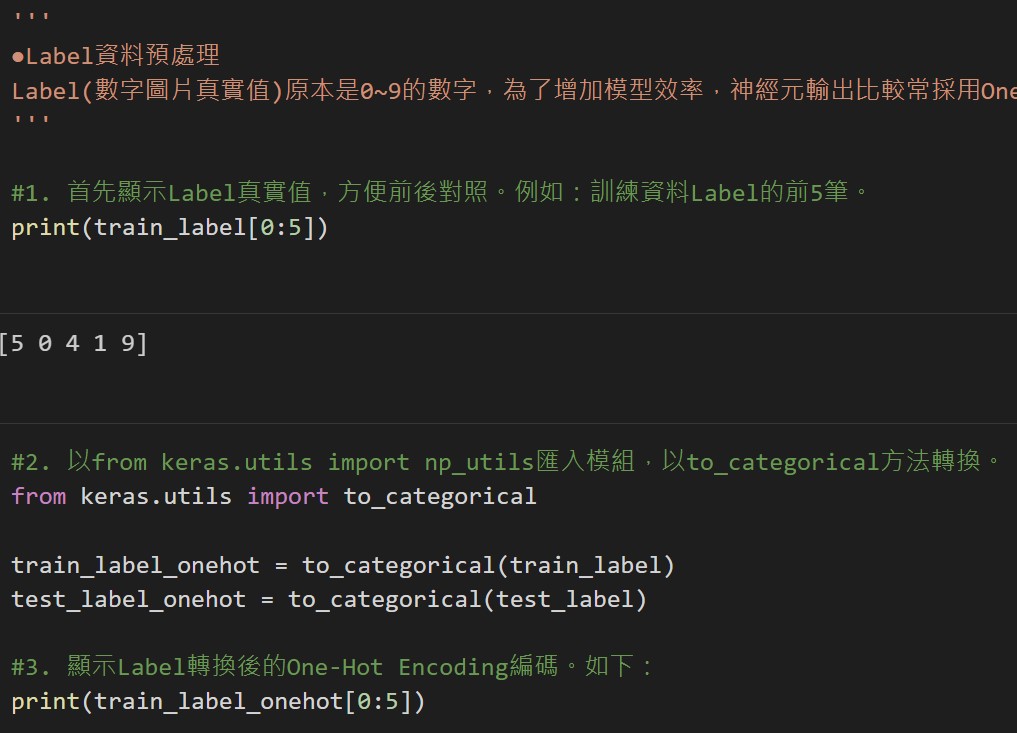 '''
●Label資料預處理
Label(數字圖片真實值)原本是0~9的數字，為了增加模型效率，神經元輸出比較常採用One
'''
#1. 首先顯示Label真實值，方便前後對照。例如：訓練資料Label的前5筆。
print(train_label[0:5])
[5 0 4 1 9]
#2. 以from keras.utils import np_utils匯入模組，以to_categorical方法轉換。
from keras.utils import to_categorical
train_label_onehot = to_categorical(train_label)
test_label_onehot = to_categorical(test_label)
#3. 顯示Label轉換後的One-Hot Encoding編碼。如下：
print(train_label_onehot[0:5])